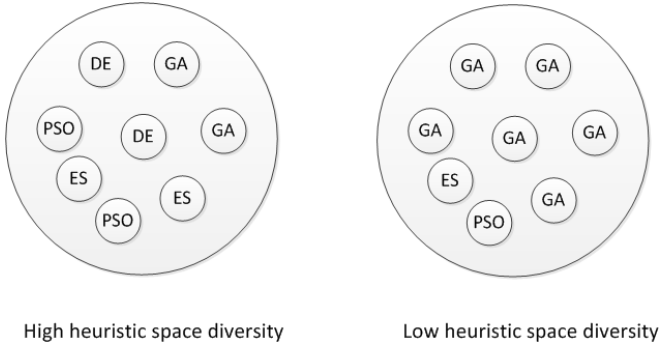 DE GA
PSO DE GA
ES ES
PSO
High heuristic space diversity
GA GA
GA GA GA
ES GA
PSO
Low heuristic space diversity